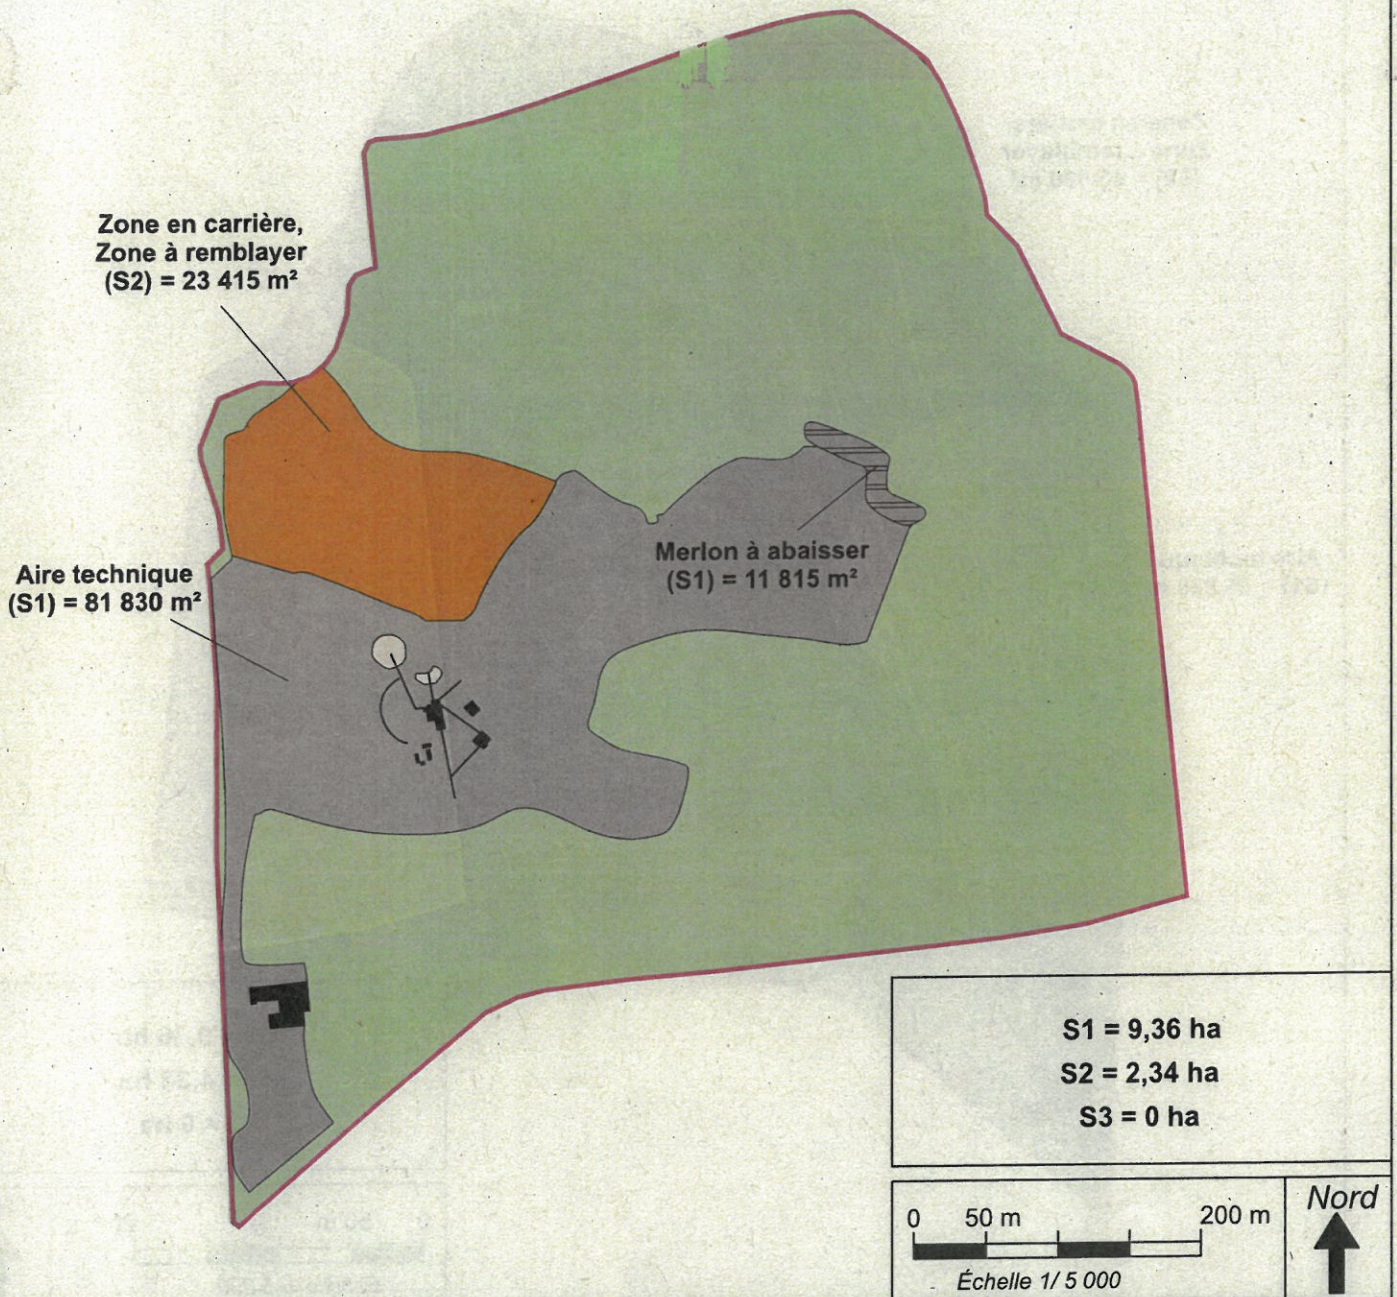 Zone en carrière,
Zone à remblayer
(S2) = 23 415 m²
Aire technique
(S1) = 81 830 m²
Merlon à abaisser
(S1) = 11 815 m²
S1 = 9,36 ha
S2 = 2,34 ha
S3 = 0 ha
0 50 m 200 m
Échelle 1/ 5 000
Nord